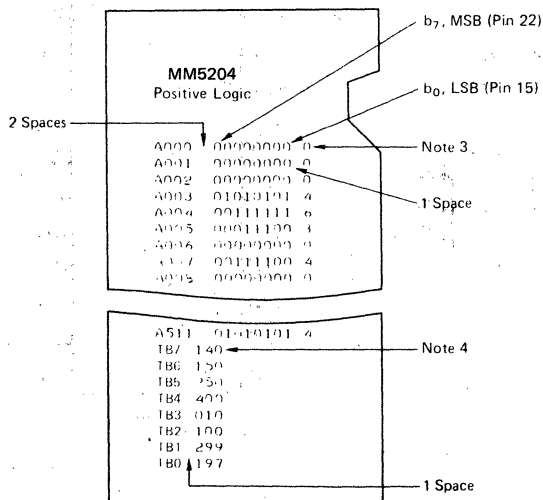 b7, MSB (Pin 22)
MM5204
Positive Logic
b0, LSB (Pin 15)
2 Spaces
A000 00000000 0
Note 3
A001 00000000 0
A002 00000000 0
1 Space
A003 01010101 4
A004 00111111 6
A005 00011100 3
A006 00000000 0
00111100 4
A008 00000000 0
A511 01010101 4
TB7 140
Note 4
TB6 150
TB5 250
TB4 400
TB3 010
TB2 100
TB1 299
TB0 197
1 Space